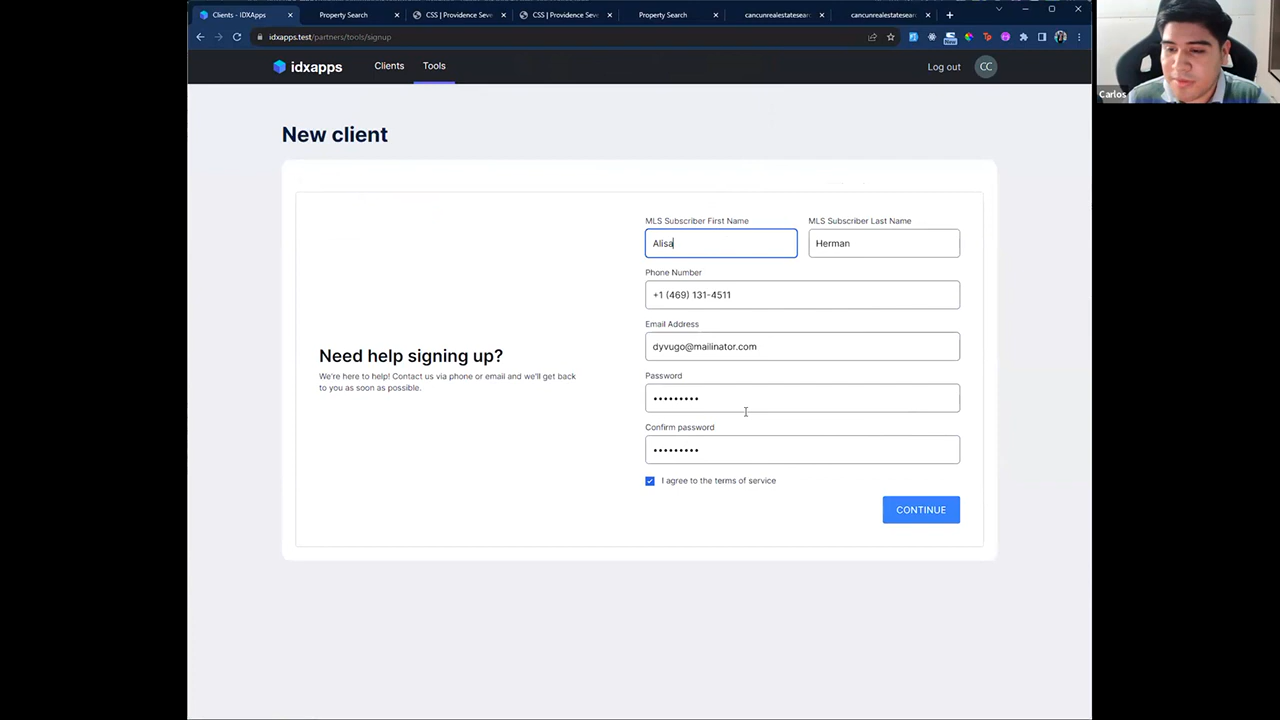 Clients - IDXApps
Property Search
CSS | Providence Seve
CSS | Providence Seve
Property Search
cancunrealestatesear
cancunrealestatesear
idxapps.test/partners/tools/signup
idxapps
Clients
Tools
Log out
CC
Carlos
New client
MLS Subscriber First Name
MLS Subscriber Last Name
Alisa
Herman
Phone Number
+1 (469) 131-4511
Email Address
dyvugo@mailinator.com
Need help signing up?
We're here to help! Contact us via phone or email and we'll get back
to you as soon as possible.
Password
•••••••••
Confirm password
•••••••••
I agree to the terms of service
CONTINUE